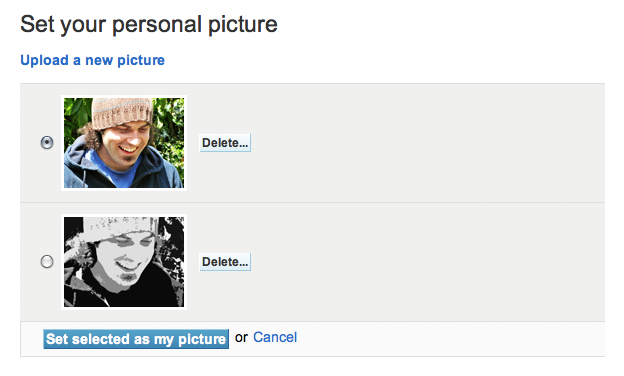 Set your personal picture
Upload a new picture
Delete...
Delete...
Set selected as my picture or Cancel